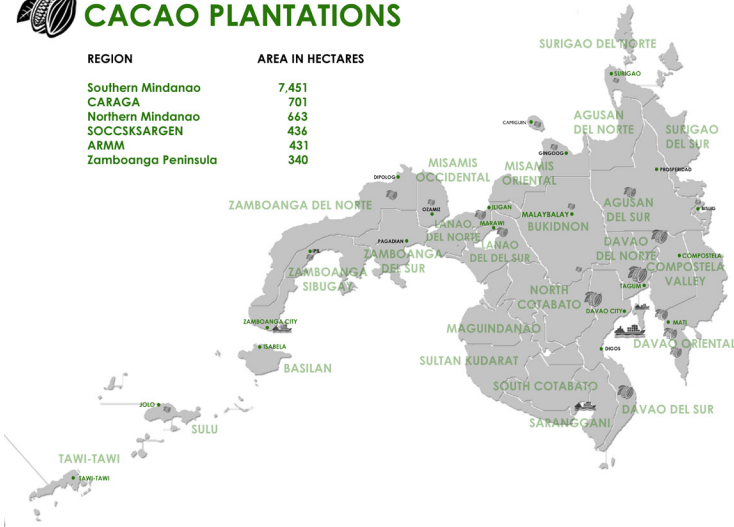 CACAO PLANTATIONS
REGION AREA IN HECTARES
Southern Mindanao 7,451
CARAGA 701
Northern Mindanao 663
SOCCSKSARGEN 436
ARMM 431
Zamboanga Peninsula 340
SURIGAO DEL NORTE
SURIGAO
CAMIGUIN
AGUSAN
DEL NORTE
SURIGAO
DEL SUR
GINGOOG
MISAMIS
OCCIDENTAL
MISAMIS
ORIENTAL
PROSPERIDAD
DIPOLOG
ZAMBOANGA DEL NORTE
OZAMIZ
ILIGAN
MALAYBALAY
BUKIDNON
AGUSAN
DEL SUR
BISLIG
MARAWI
LANAO
DEL NORTE
PAGADIAN
LANAO
DEL DEL SUR
DAVAO
DEL NORTE
IPIL
ZAMBOANGA
DEL SUR
COMPOSTELA
COMPOSTELA
VALLEY
ZAMBOANGA
SIBUGAY
TAGUM
NORTH
COTABATO
DAVAO CITY
ZAMBOANGA CITY
MATI
MAGUINDANAO
DAVAO ORIENTAL
ISABELA
DIGOS
BASILAN
SULTAN KUDARAT
SOUTH COTABATO
JOLO
DAVAO DEL SUR
SARANGGANI
SULU
TAWI-TAWI
TAWI-TAWI